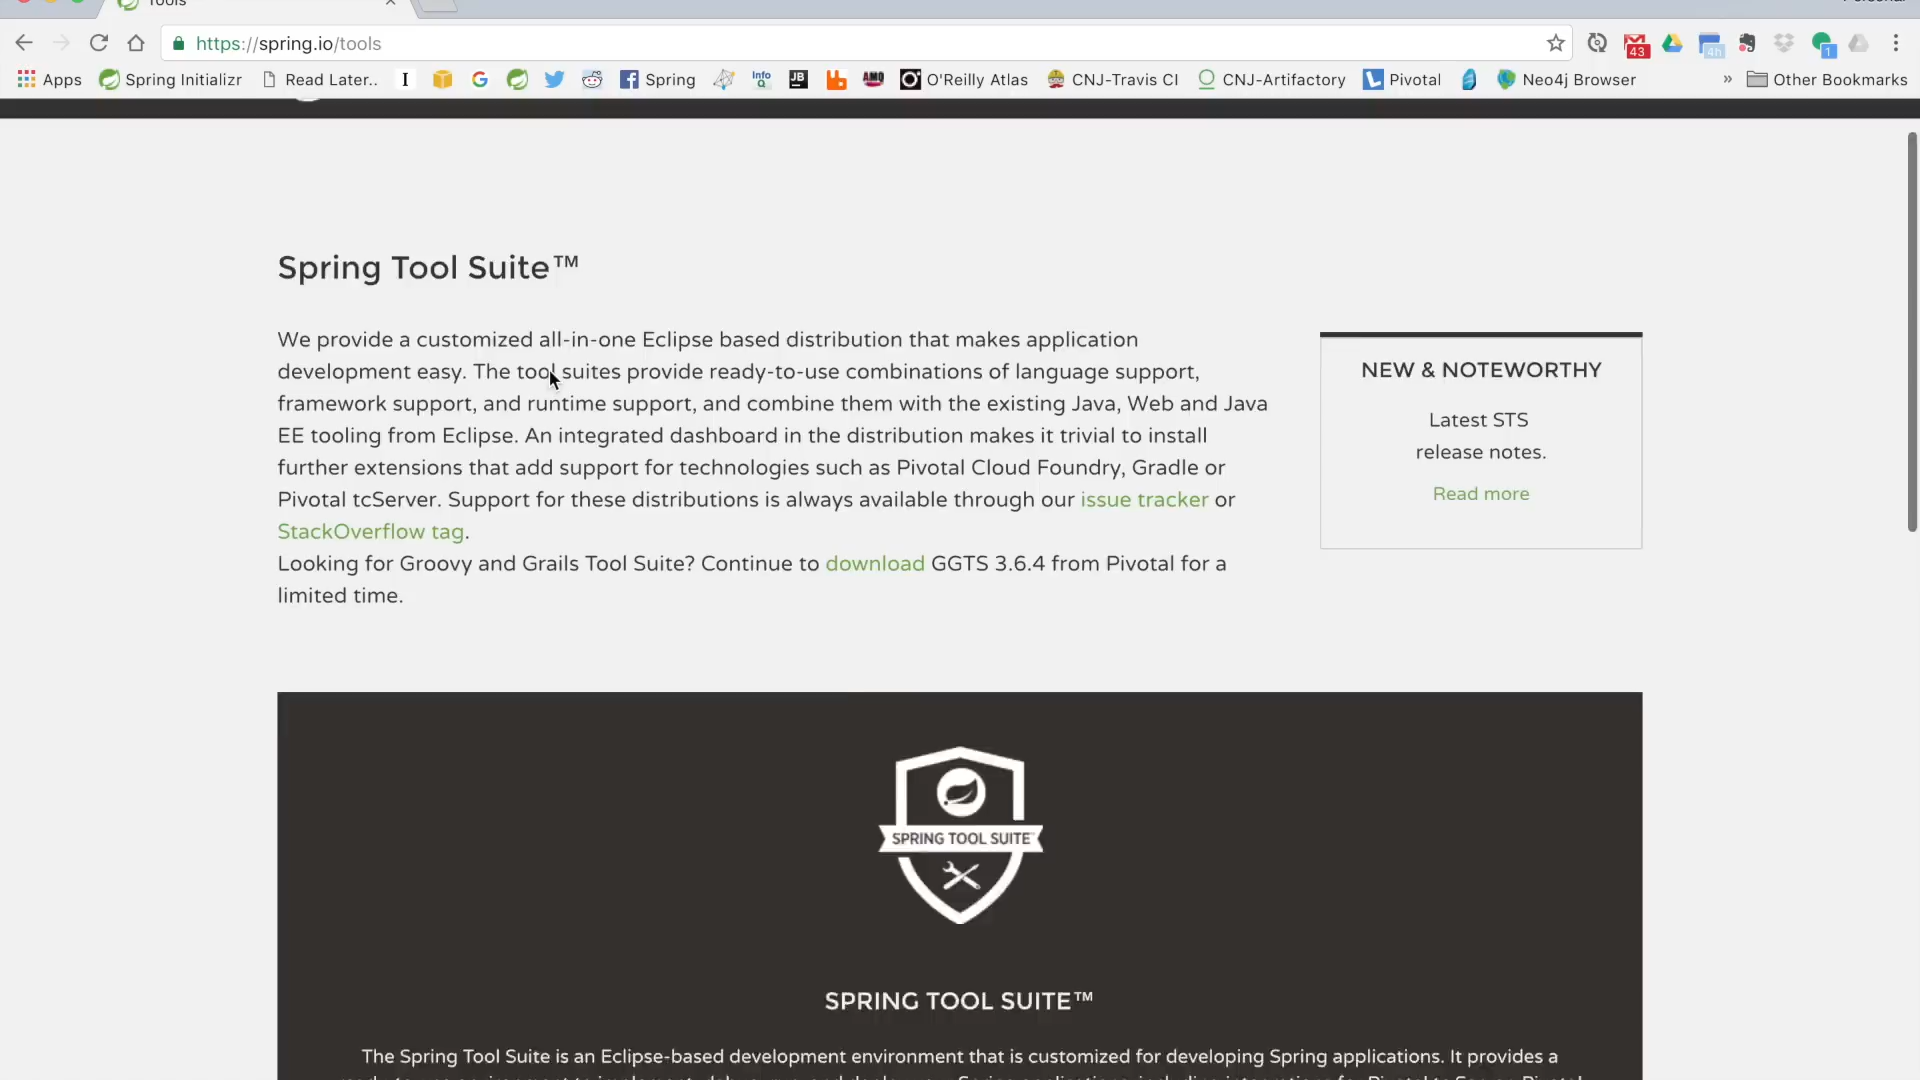 Tools
Personal
https://spring.io/tools
43
4h
1
Apps
Spring Initializr
Read Later..
I
Info
Q
JB
AMQ
Spring
O'Reilly Atlas
CNJ-Travis CI
CNJ-Artifactory
Pivotal
Neo4j Browser
»
Other Bookmarks
Spring Tool Suite™
We provide a customized all-in-one Eclipse based distribution that makes application
development easy. The tool suites provide ready-to-use combinations of language support,
framework support, and runtime support, and combine them with the existing Java, Web and Java
EE tooling from Eclipse. An integrated dashboard in the distribution makes it trivial to install
further extensions that add support for technologies such as Pivotal Cloud Foundry, Gradle or
Pivotal tcServer. Support for these distributions is always available through our issue tracker or
StackOverflow tag.
Looking for Groovy and Grails Tool Suite? Continue to download GGTS 3.6.4 from Pivotal for a
limited time.
NEW & NOTEWORTHY
Latest STS
release notes.
Read more
SPRING TOOL SUITE
SPRING TOOL SUITE™
The Spring Tool Suite is an Eclipse-based development environment that is customized for developing Spring applications. It provides a